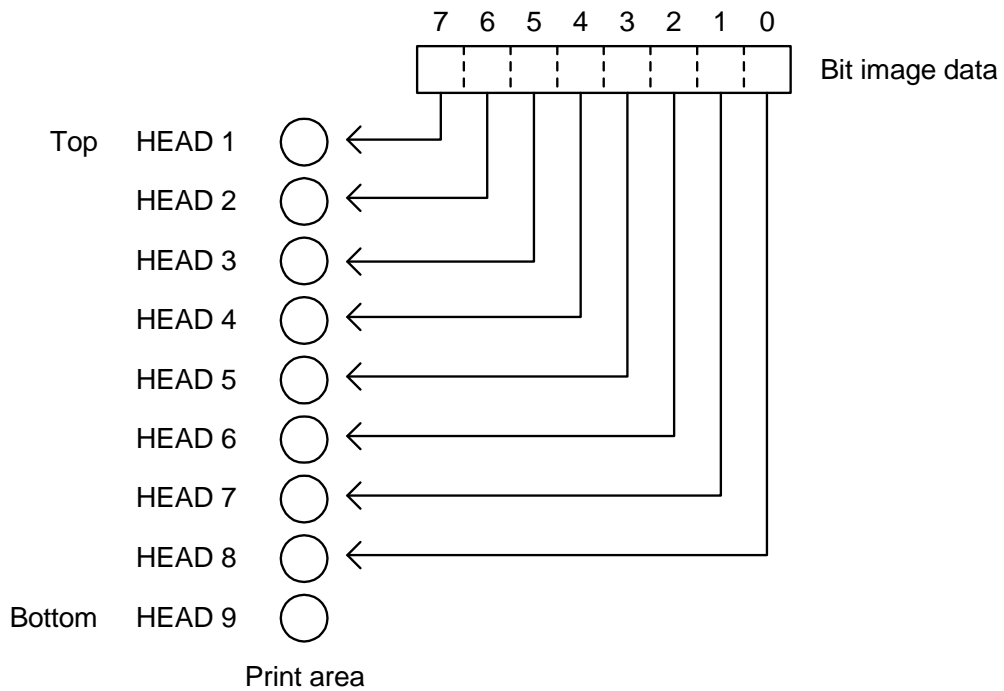 7 6 5 4 3 2 1 0
Bit image data
Top HEAD 1
HEAD 2
HEAD 3
HEAD 4
HEAD 5
HEAD 6
HEAD 7
HEAD 8
Bottom HEAD 9
Print area